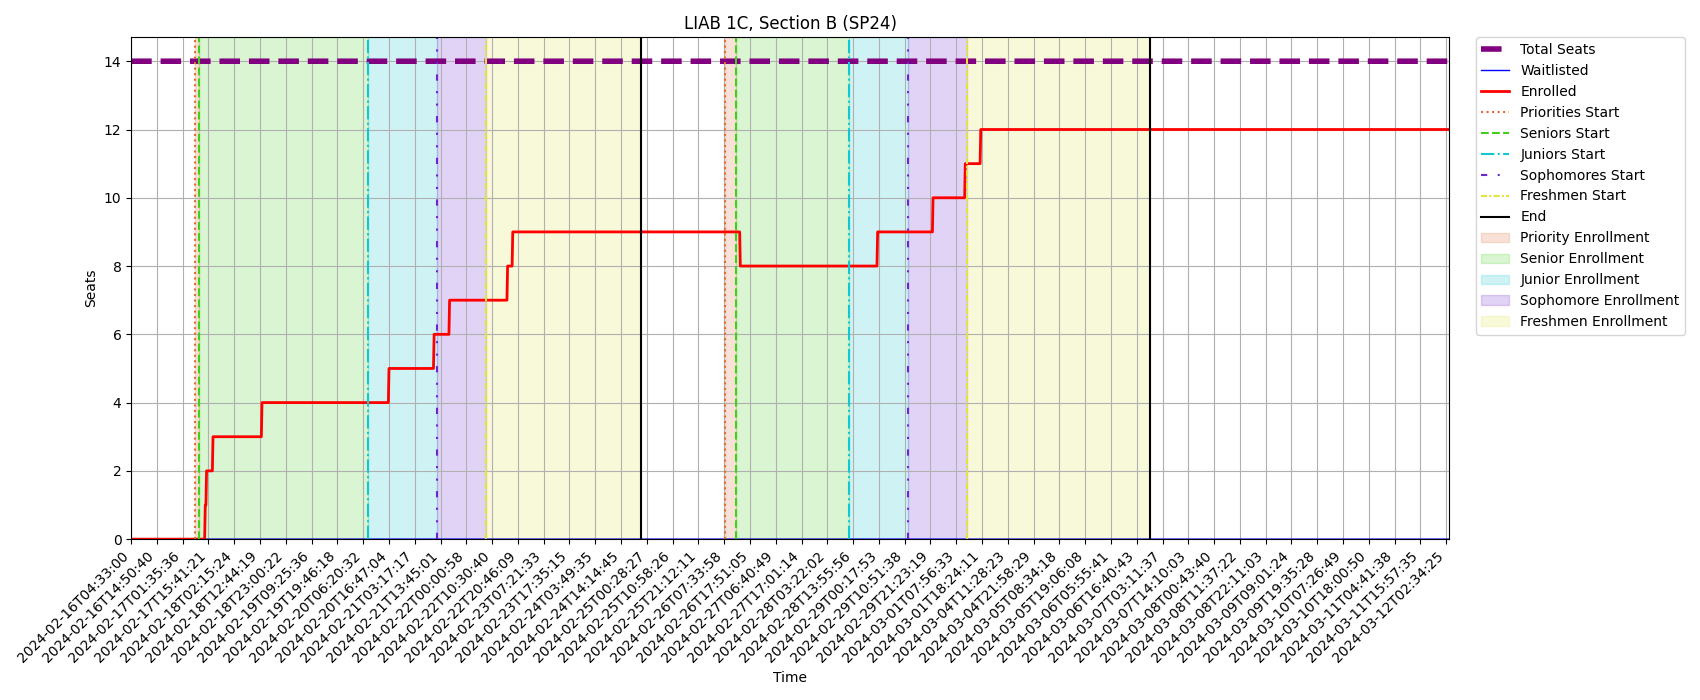 LIAB 1C, Section B (SP24)
14
12
10
8
6
4
2
0
Seats
2024-02-16T04:33:00
2024-02-16T14:50:40
2024-02-17T01:35:36
2024-02-17T15:41:21
2024-02-18T02:15:24
2024-02-18T12:44:19
2024-02-18T23:00:22
2024-02-19T09:25:36
2024-02-19T19:46:18
2024-02-20T06:20:32
2024-02-20T16:47:04
2024-02-21T03:17:17
2024-02-21T13:45:01
2024-02-22T00:00:58
2024-02-22T10:30:40
2024-02-22T20:46:09
2024-02-23T07:21:33
2024-02-23T17:35:15
2024-02-24T03:49:35
2024-02-24T14:14:45
2024-02-25T00:28:27
2024-02-25T10:58:26
2024-02-25T21:12:11
2024-02-26T07:33:58
2024-02-26T17:51:05
2024-02-27T06:40:49
2024-02-27T17:01:14
2024-02-28T03:22:02
2024-02-28T13:55:56
2024-02-29T00:17:53
2024-02-29T10:51:38
2024-02-29T21:23:19
2024-03-01T07:56:33
2024-03-01T18:24:11
2024-03-04T11:28:23
2024-03-04T21:58:29
2024-03-05T08:34:18
2024-03-05T19:06:08
2024-03-06T05:55:41
2024-03-06T16:40:43
2024-03-07T03:11:37
2024-03-07T14:10:03
2024-03-08T00:43:40
2024-03-08T11:37:22
2024-03-08T22:11:03
2024-03-09T09:01:24
2024-03-09T19:35:28
2024-03-10T07:26:49
2024-03-10T18:00:50
2024-03-11T04:41:38
2024-03-11T15:57:35
2024-03-12T02:34:25
Time
Total Seats
Waitlisted
Enrolled
Priorities Start
Seniors Start
Juniors Start
Sophomores Start
Freshmen Start
End
Priority Enrollment
Senior Enrollment
Junior Enrollment
Sophomore Enrollment
Freshmen Enrollment